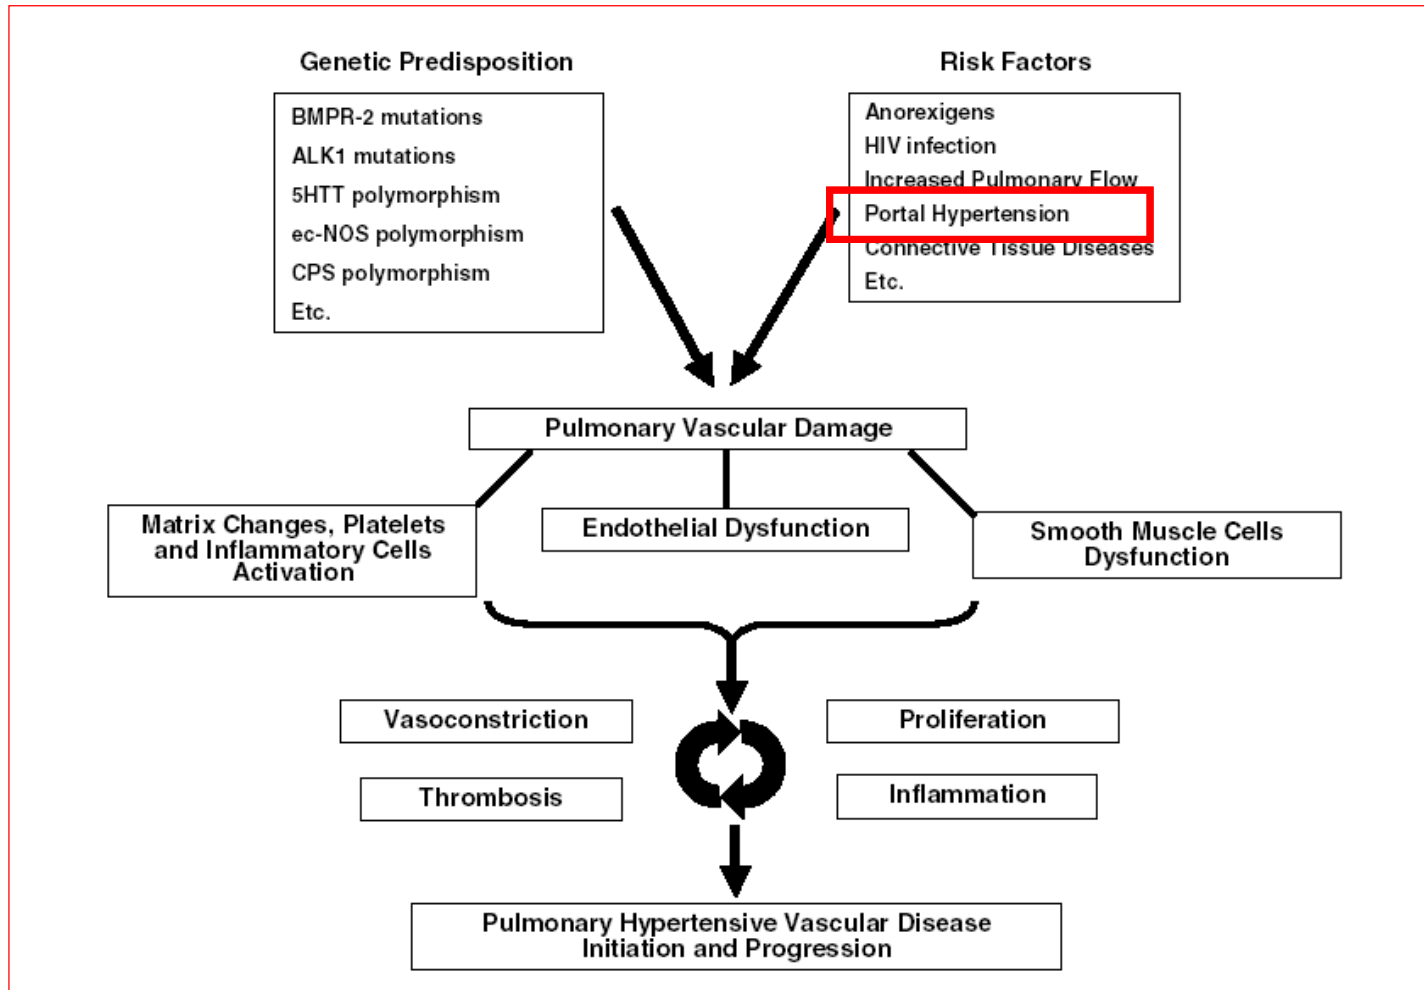 Genetic Predisposition
BMPR-2 mutations
ALK1 mutations
5HTT polymorphism
ec-NOS polymorphism
CPS polymorphism
Etc.
Risk Factors
Anorexigens
HIV infection
Increased Pulmonary Flow
Portal Hypertension
Connective Tissue Diseases
Etc.
Pulmonary Vascular Damage
Matrix Changes, Platelets
and Inflammatory Cells
Activation
Endothelial Dysfunction
Smooth Muscle Cells
Dysfunction
Vasoconstriction
Proliferation
Thrombosis
Inflammation
Pulmonary Hypertensive Vascular Disease
Initiation and Progression